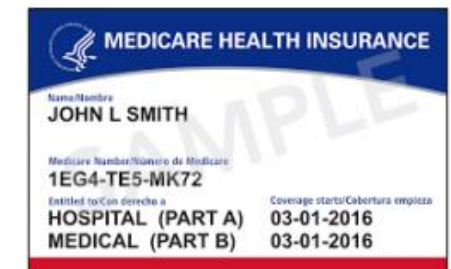 MEDICARE HEALTH INSURANCE
Name/Nombre
JOHN L SMITH
Medicare Number/Número de Medicare
1EG4-TE5-MK72
Entitled to/Con derecho a Coverage starts/Cobertura empieza
HOSPITAL (PART A) 03-01-2016
MEDICAL (PART B) 03-01-2016
SAMPLE